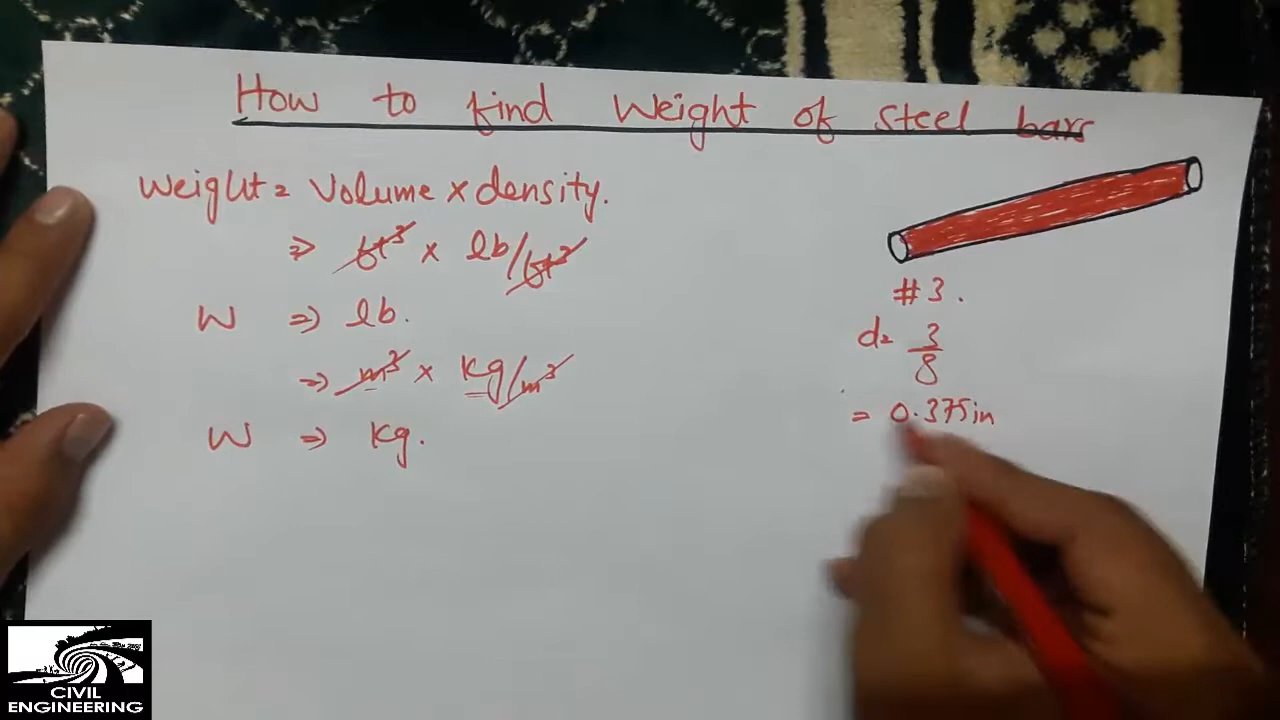 How to find Weight of Steel bars
Weight = Volume x density.
⇒ ft³ x lb/ft³
W ⇒ lb.
⇒ m³ x kg/m³
W ⇒ kg.
#3.
d= 3/8
= 0.375in
CIVIL
ENGINEERING